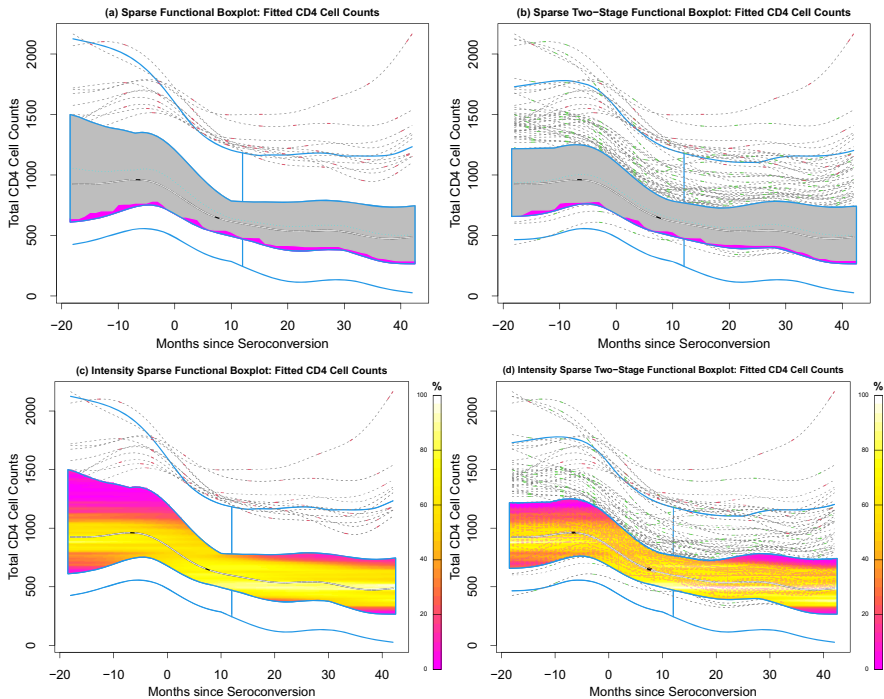 (a) Sparse Functional Boxplot: Fitted CD4 Cell Counts
Total CD4 Cell Counts
2000
1500
1000
500
0
−20 −10 0 10 20 30 40
Months since Seroconversion
(b) Sparse Two−Stage Functional Boxplot: Fitted CD4 Cell Counts
Total CD4 Cell Counts
2000
1500
1000
500
0
−20 −10 0 10 20 30 40
Months since Seroconversion
(c) Intensity Sparse Functional Boxplot: Fitted CD4 Cell Counts
Total CD4 Cell Counts
2000
1500
1000
500
0
−20 −10 0 10 20 30 40
Months since Seroconversion
%
100
80
60
40
20
0
(d) Intensity Sparse Two−Stage Functional Boxplot: Fitted CD4 Cell Counts
Total CD4 Cell Counts
2000
1500
1000
500
0
−20 −10 0 10 20 30 40
Months since Seroconversion
%
100
80
60
40
20
0